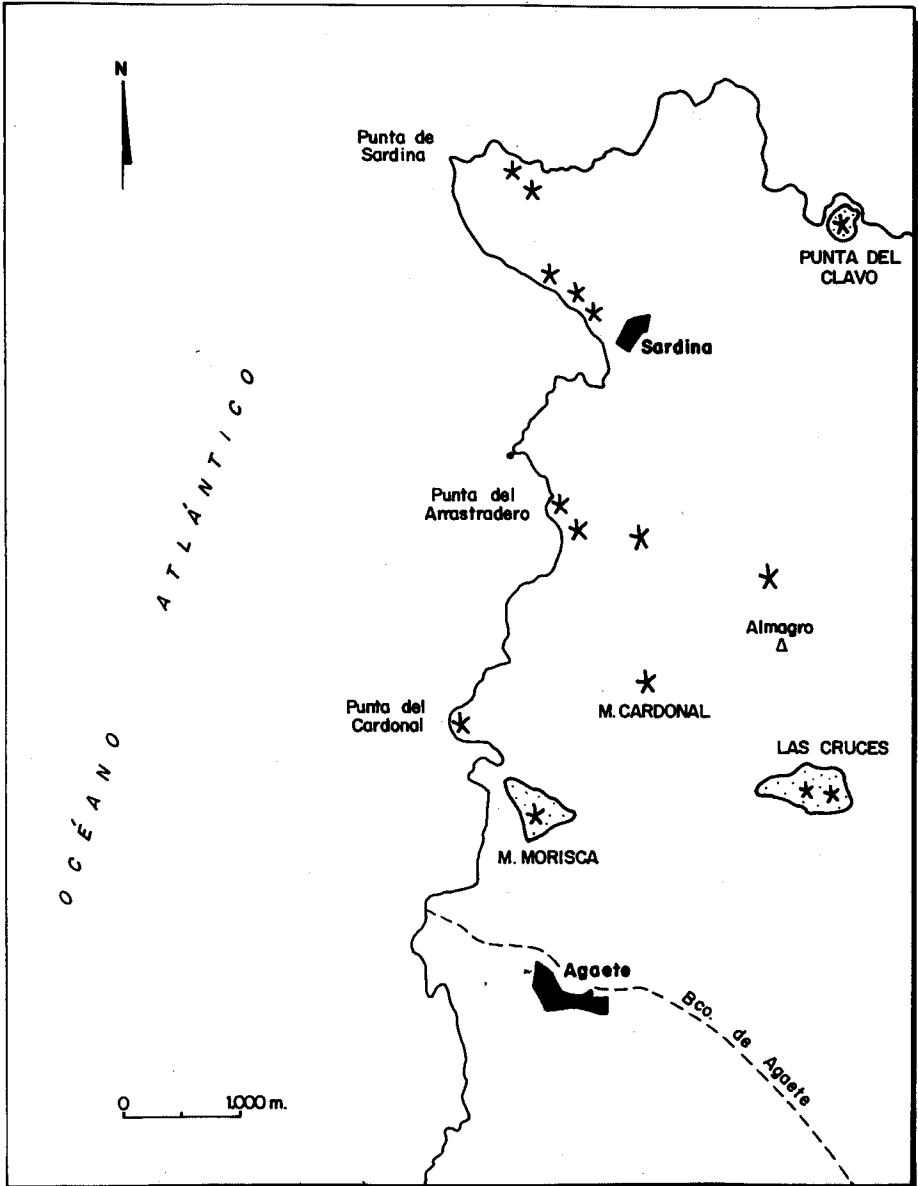 N
Punta de
Sardina
PUNTA DEL
CLAVO
Sardina
OCÉANO ATLÁNTICO
Punta del
Arrastradero
Almagro
Punta del
Cardonal
M. CARDONAL
LAS CRUCES
M. MORISCA
Agaete
Bco. de Agaete
0 1.000 m.